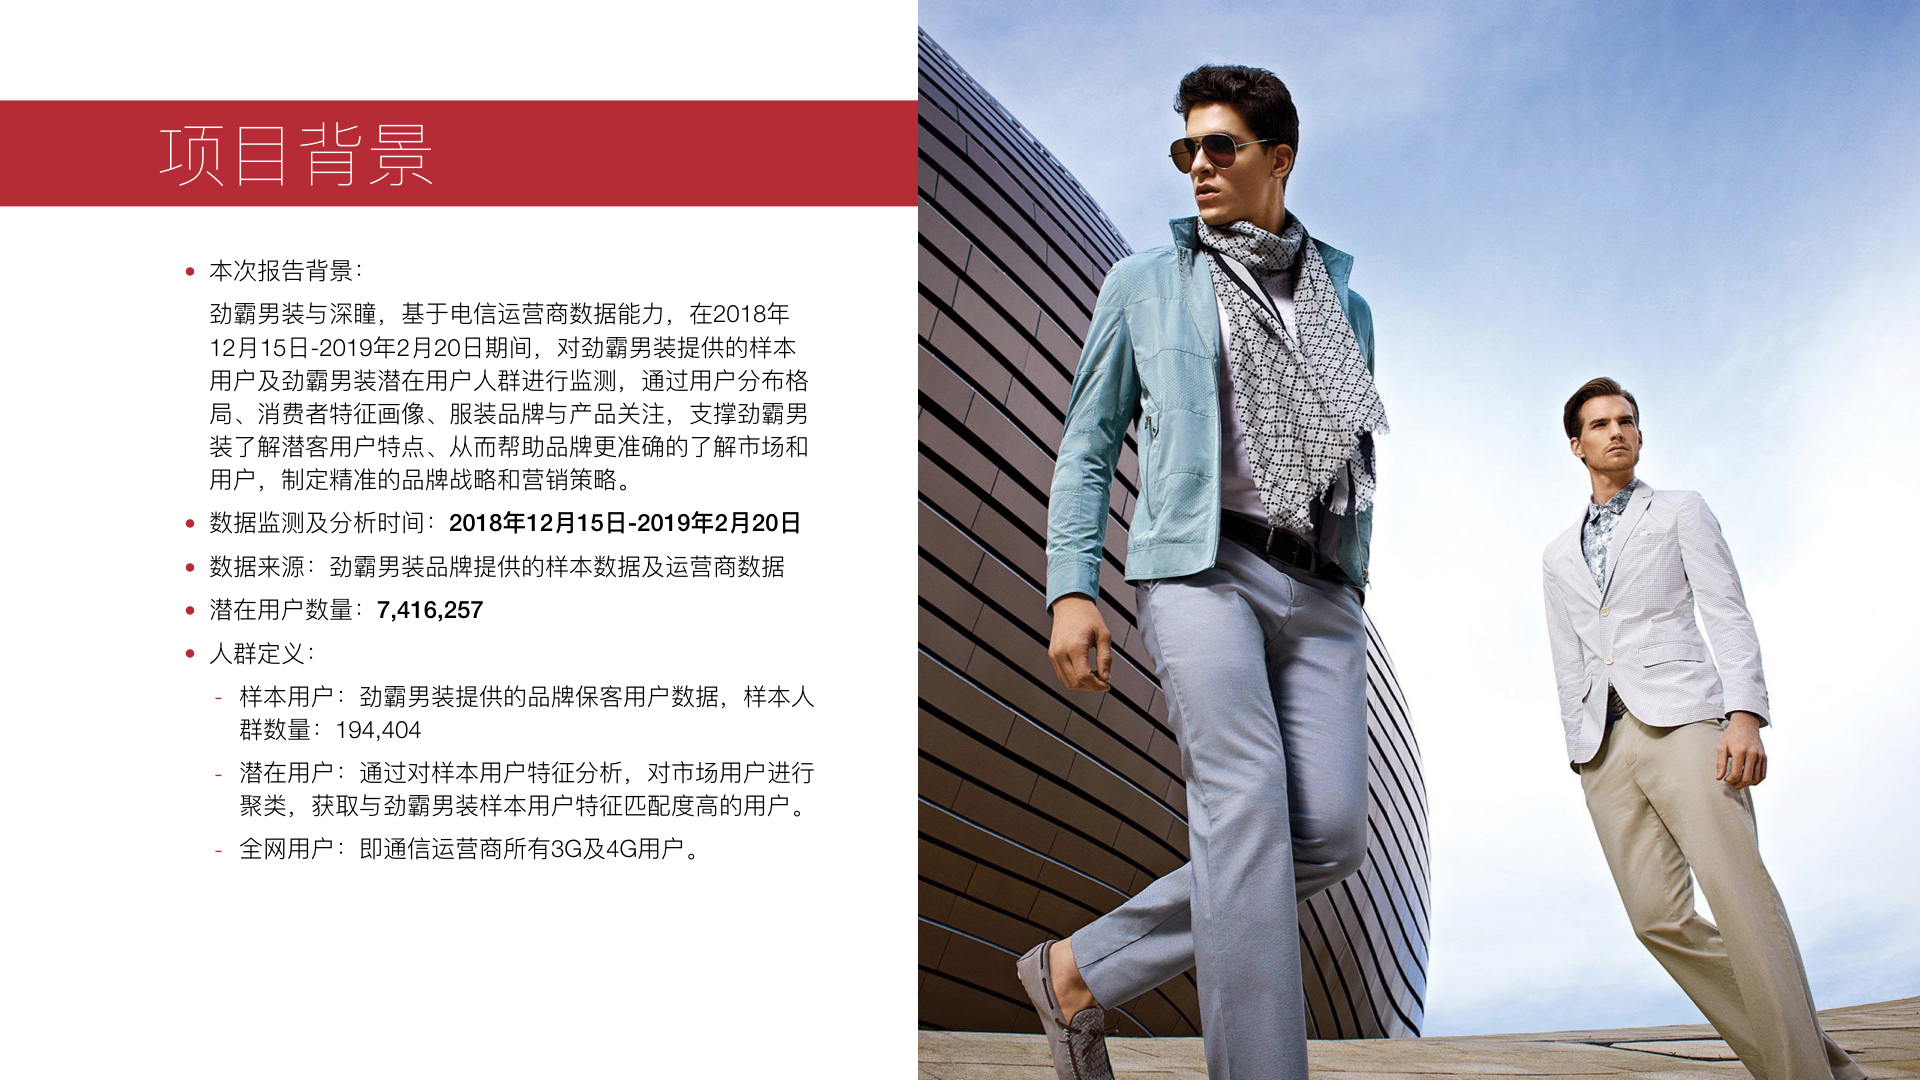 项目背景
• 本次报告背景：
劲霸男装与深瞳，基于电信运营商数据能力，在2018年
12月15日-2019年2月20日期间，对劲霸男装提供的样本
用户及劲霸男装潜在用户人群进行监测，通过用户分布格
局、消费者特征画像、服装品牌与产品关注，支撑劲霸男
装了解潜客用户特点、从而帮助品牌更准确的了解市场和
用户，制定精准的品牌战略和营销策略。
• 数据监测及分析时间：2018年12月15日-2019年2月20日
• 数据来源：劲霸男装品牌提供的样本数据及运营商数据
• 潜在用户数量：7,416,257
• 人群定义：
- 样本用户：劲霸男装提供的品牌保客用户数据，样本人
群数量：194,404
- 潜在用户：通过对样本用户特征分析，对市场用户进行
聚类，获取与劲霸男装样本用户特征匹配度高的用户。
- 全网用户：即通信运营商所有3G及4G用户。